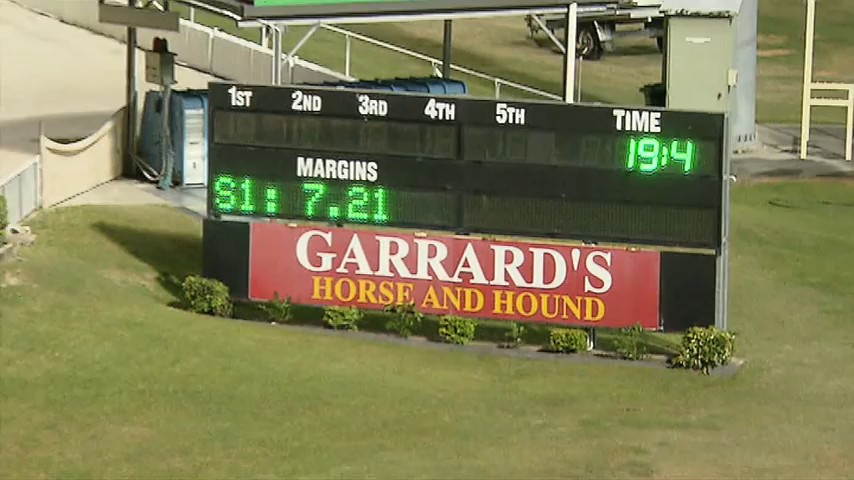 1ST 2ND 3RD 4TH 5TH TIME
19:4
MARGINS
S1: 7.21
GARRARD'S
HORSE AND HOUND